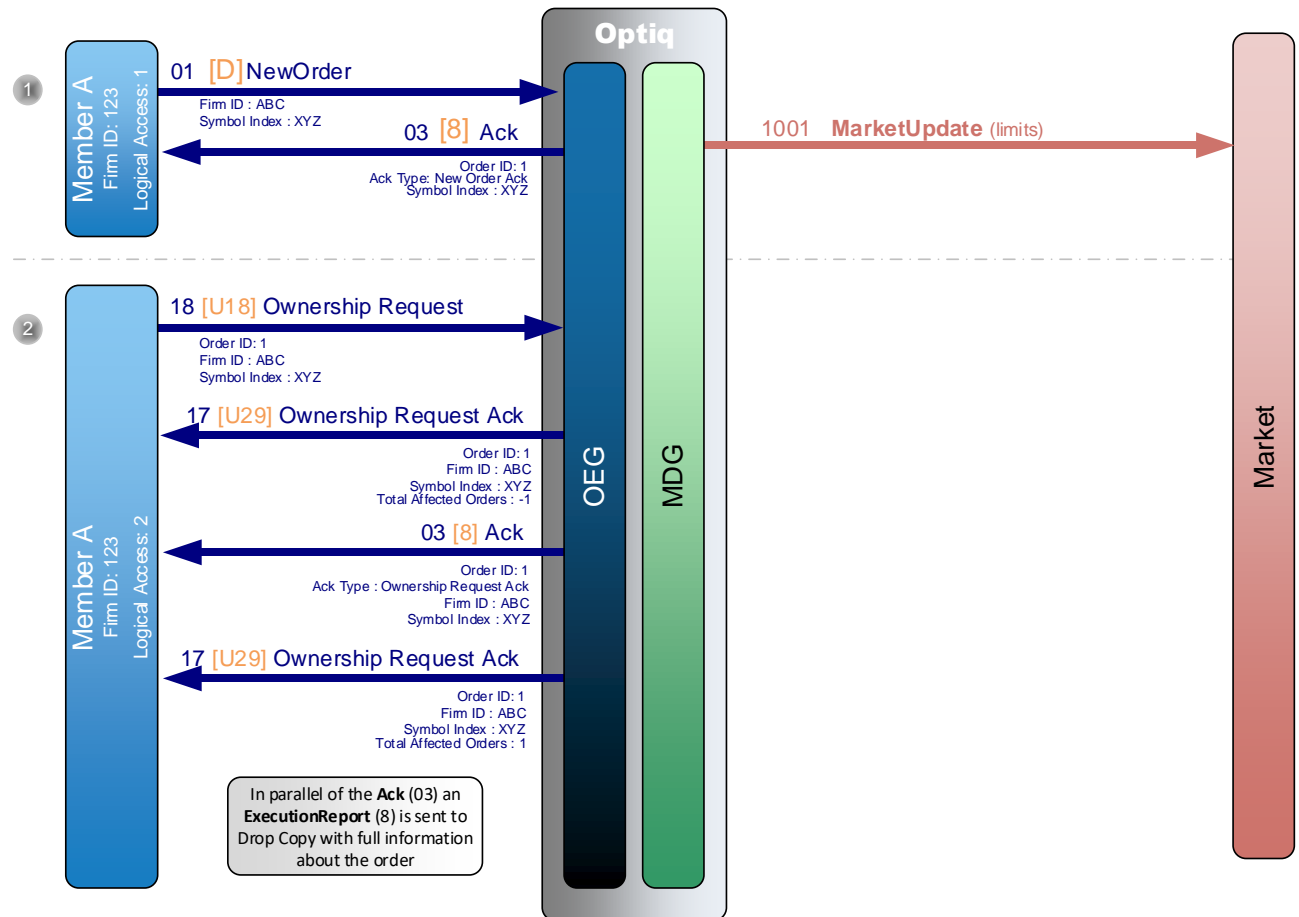 Optiq
1
Member A
Firm ID: 123
Logical Access: 1
01 [D] NewOrder
Firm ID : ABC
Symbol Index : XYZ
03 [8] Ack
Order ID: 1
Ack Type: New Order Ack
Symbol Index : XYZ
1001 MarketUpdate (limits)
2
Member A
Firm ID: 123
Logical Access: 2
18 [U18] Ownership Request
Order ID: 1
Firm ID : ABC
Symbol Index : XYZ
17 [U29] Ownership Request Ack
Order ID: 1
Firm ID : ABC
Symbol Index : XYZ
Total Affected Orders : -1
03 [8] Ack
Order ID: 1
Ack Type : Ownership Request Ack
Firm ID : ABC
Symbol Index : XYZ
17 [U29] Ownership Request Ack
Order ID: 1
Firm ID : ABC
Symbol Index : XYZ
Total Affected Orders : 1
In parallel of the Ack (03) an
ExecutionReport (8) is sent to
Drop Copy with full information
about the order
OEG
MDG
Market